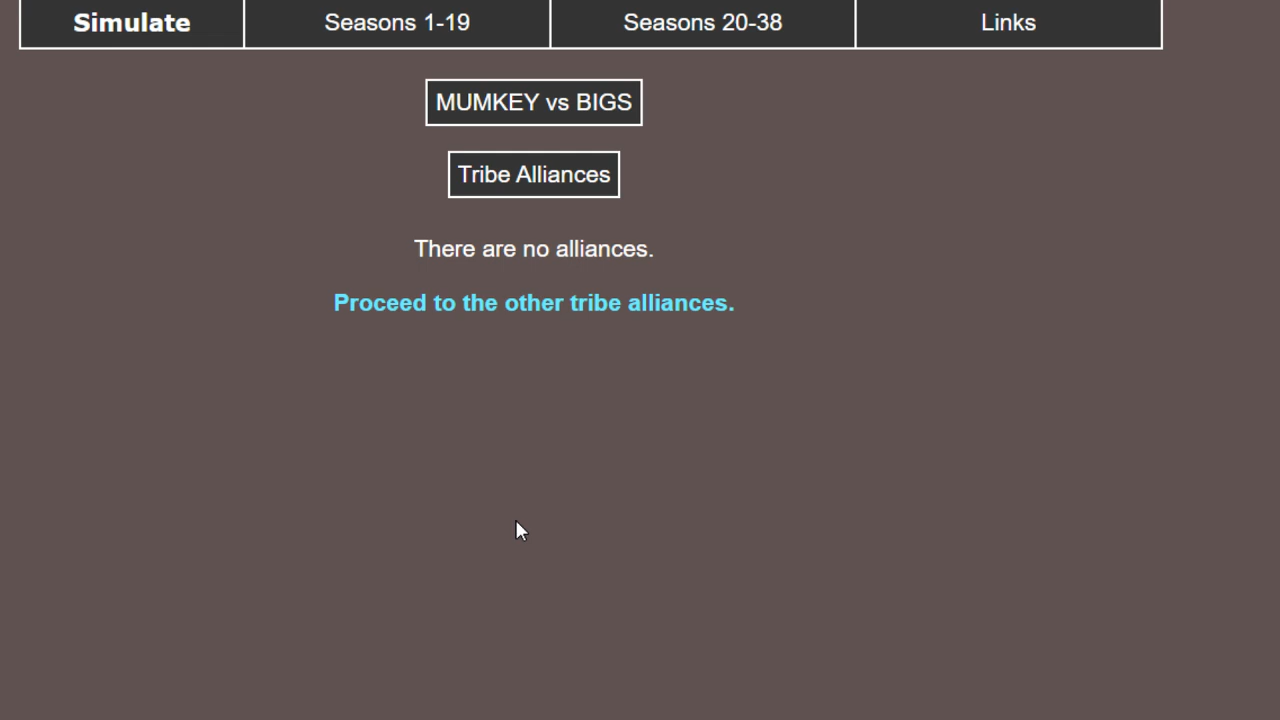 Simulate
Seasons 1-19
Seasons 20-38
Links
MUMKEY vs BIGS
Tribe Alliances
There are no alliances.
Proceed to the other tribe alliances.